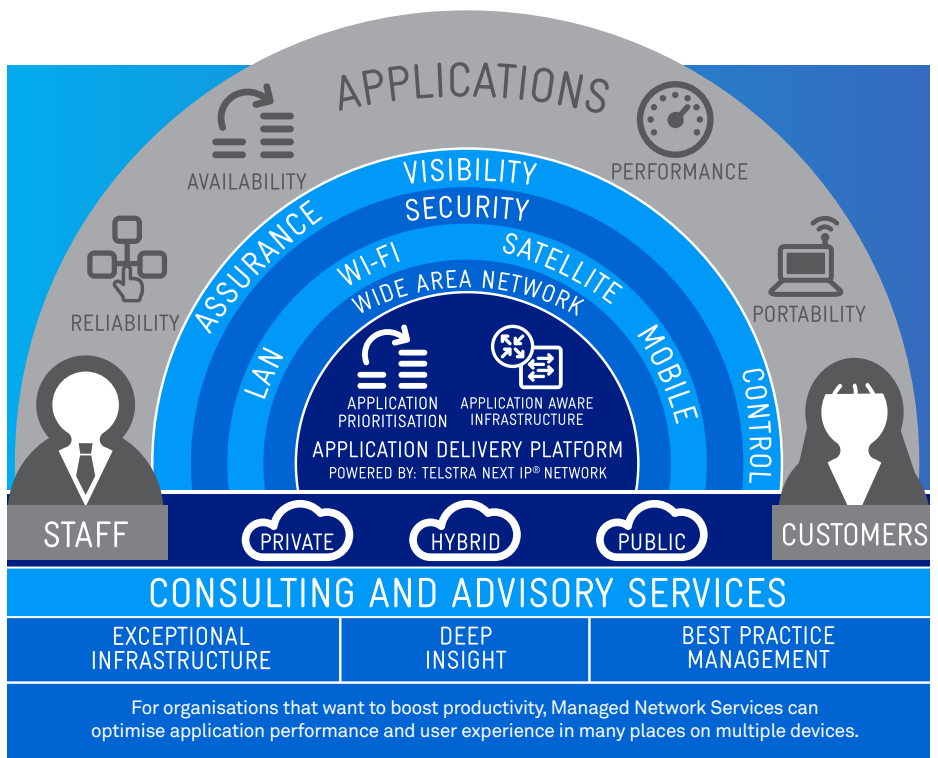 APPLICATIONS
AVAILABILITY
PERFORMANCE
RELIABILITY
PORTABILITY
ASSURANCE
VISIBILITY
CONTROL
SECURITY
LAN
WI-FI
SATELLITE
MOBILE
WIDE AREA NETWORK
APPLICATION
PRIORITISATION
APPLICATION AWARE
INFRASTRUCTURE
APPLICATION DELIVERY PLATFORM
POWERED BY: TELSTRA NEXT IP® NETWORK
STAFF
PRIVATE
HYBRID
PUBLIC
CUSTOMERS
CONSULTING AND ADVISORY SERVICES
EXCEPTIONAL
INFRASTRUCTURE
DEEP
INSIGHT
BEST PRACTICE
MANAGEMENT
For organisations that want to boost productivity, Managed Network Services can
optimise application performance and user experience in many places on multiple devices.